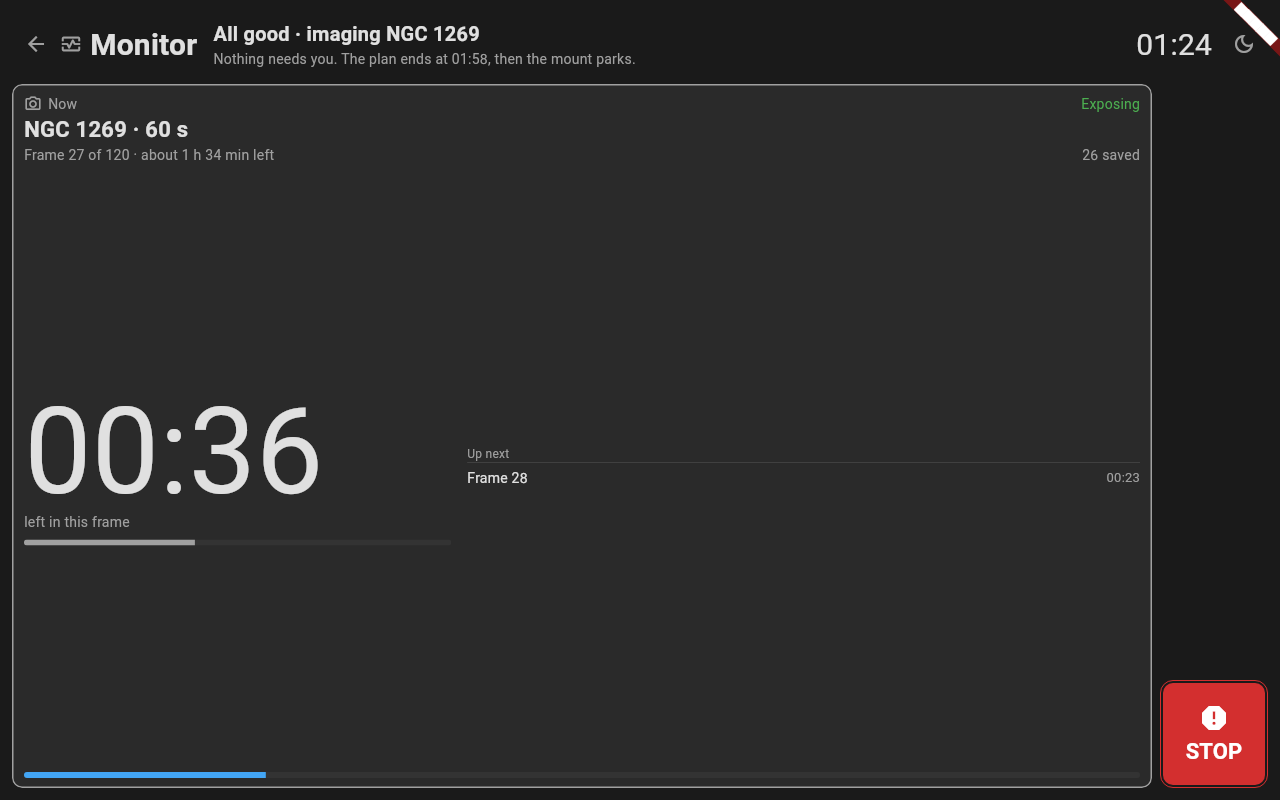 Monitor
All good · imaging NGC 1269
Nothing needs you. The plan ends at 01:58, then the mount parks.
01:24
Now
Exposing
NGC 1269 · 60 s
Frame 27 of 120 · about 1 h 34 min left
26 saved
00:36
left in this frame
Up next
Frame 28
00:23
STOP